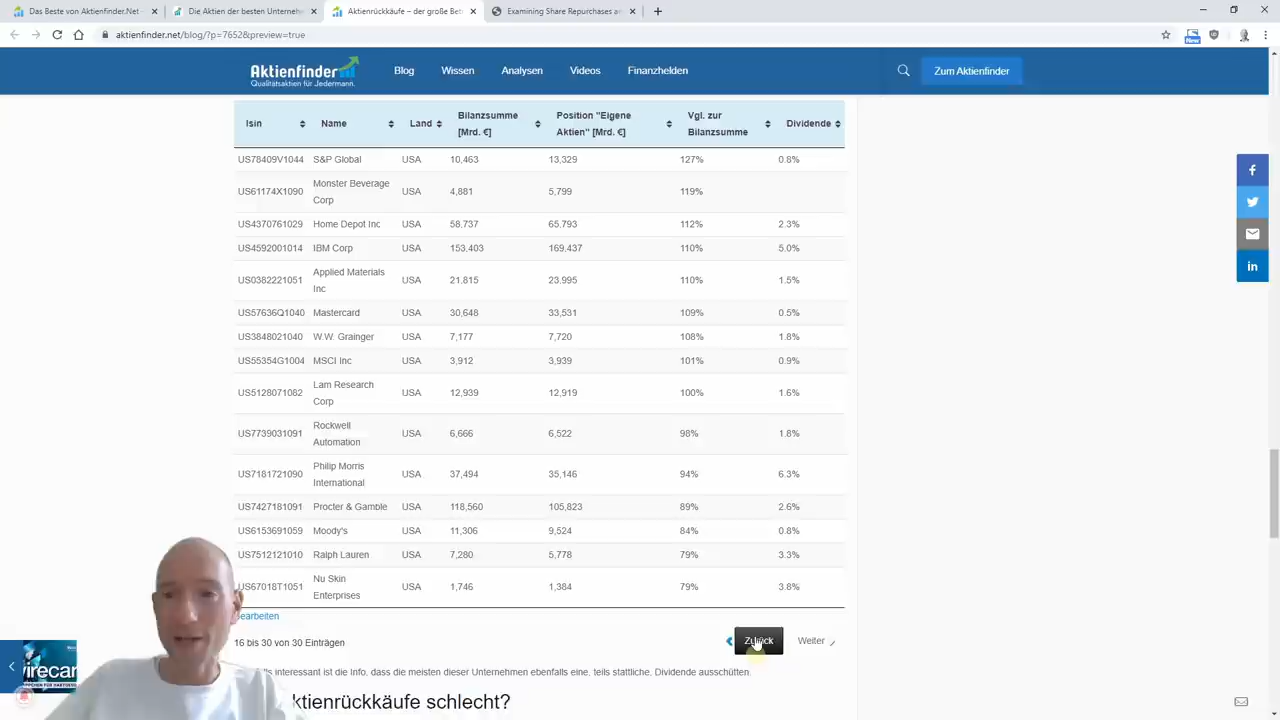 Das Beste von Aktienfinder.Net -
Die Aktien der besten Unternehm
Aktienrückkäufe – der große Bet
Examining Share Repurchases an
aktienfinder.net/blog/?p=7652&preview=true
New
Aktienfinder
Qualitätsaktien für Jedermann.
Blog
Wissen
Analysen
Videos
Finanzhelden
Zum Aktienfinder
Isin Name Land Bilanzsumme [Mrd. €] Position "Eigene Aktien" [Mrd. €] Vgl. zur Bilanzsumme Dividende
US78409V1044 S&P Global USA 10,463 13,329 127% 0.8%
US61174X1090 Monster Beverage Corp USA 4,881 5,799 119%
US4370761029 Home Depot Inc USA 58,737 65,793 112% 2.3%
US4592001014 IBM Corp USA 153,403 169,437 110% 5.0%
US0382221051 Applied Materials Inc USA 21,815 23,995 110% 1.5%
US57636Q1040 Mastercard USA 30,648 33,531 109% 0.5%
US3848021040 W.W. Grainger USA 7,177 7,720 108% 1.8%
US55354G1004 MSCI Inc USA 3,912 3,939 101% 0.9%
US5128071082 Lam Research Corp USA 12,939 12,919 100% 1.6%
US7739031091 Rockwell Automation USA 6,666 6,522 98% 1.8%
US7181721090 Philip Morris International USA 37,494 35,146 94% 6.3%
US7427181091 Procter & Gamble USA 118,560 105,823 89% 2.6%
US6153691059 Moody's USA 11,306 9,524 84% 0.8%
US7512121010 Ralph Lauren USA 7,280 5,778 79% 3.3%
US67018T1051 Nu Skin Enterprises USA 1,746 1,384 79% 3.8%
earbeiten
16 bis 30 von 30 Einträgen
Zurück
Weiter
interessant ist die Info, dass die meisten dieser Unternehmen ebenfalls eine, teils stattliche, Dividende ausschütten
ktienrückkäufe schlecht?